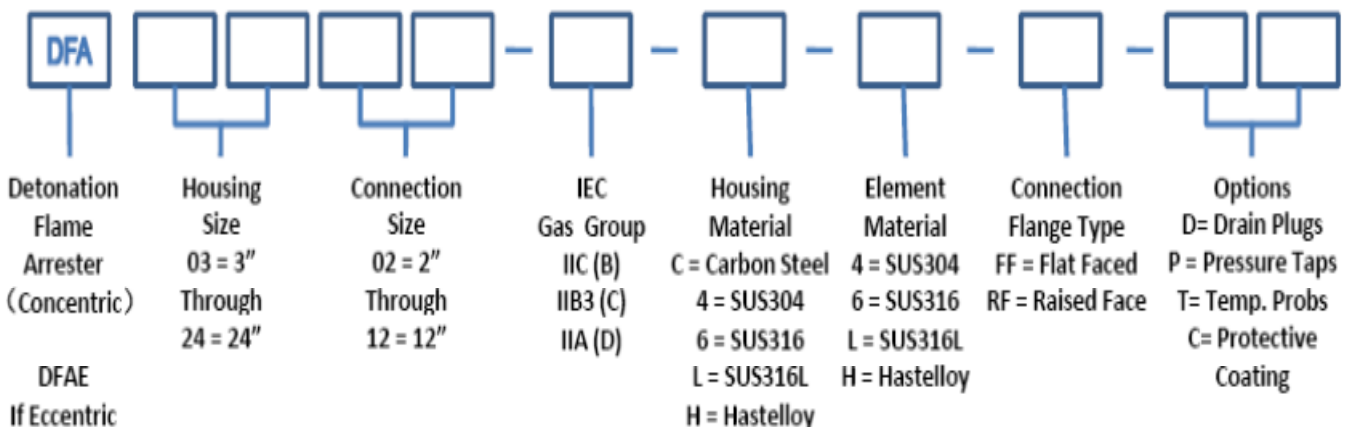 DFA
Detonation
Flame
Arrester
(Concentric)
DFAE
If Eccentric
Housing
Size
03 = 3"
Through
24 = 24"
Connection
Size
02 = 2"
Through
12 = 12"
IEC
Gas Group
IIC (B)
IIB3 (C)
IIA (D)
Housing
Material
C = Carbon Steel
4 = SUS304
6 = SUS316
L = SUS316L
H = Hastelloy
Element
Material
4 = SUS304
6 = SUS316
L = SUS316L
H = Hastelloy
Connection
Flange Type
FF = Flat Faced
RF = Raised Face
Options
D= Drain Plugs
P = Pressure Taps
T= Temp. Probs
C= Protective
Coating